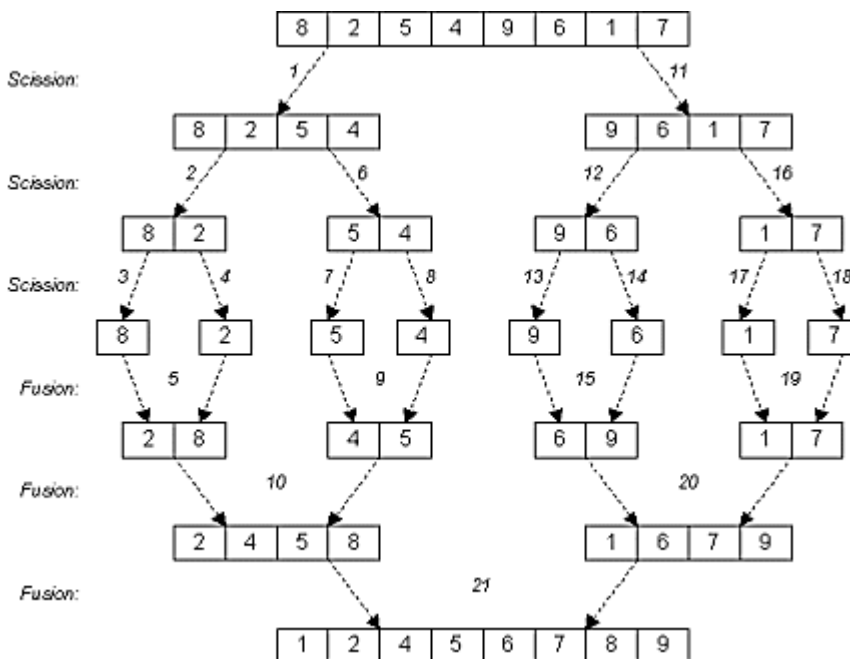 8 2 5 4 9 6 1 7
Scission: 1 11
8 2 5 4 9 6 1 7
Scission: 2 6 12 16
8 2 5 4 9 6 1 7
Scission: 3 4 7 8 13 14 17 18
8 2 5 4 9 6 1 7
Fusion: 5 9 15 19
2 8 4 5 6 9 1 7
Fusion: 10 20
2 4 5 8 1 6 7 9
Fusion: 21
1 2 4 5 6 7 8 9